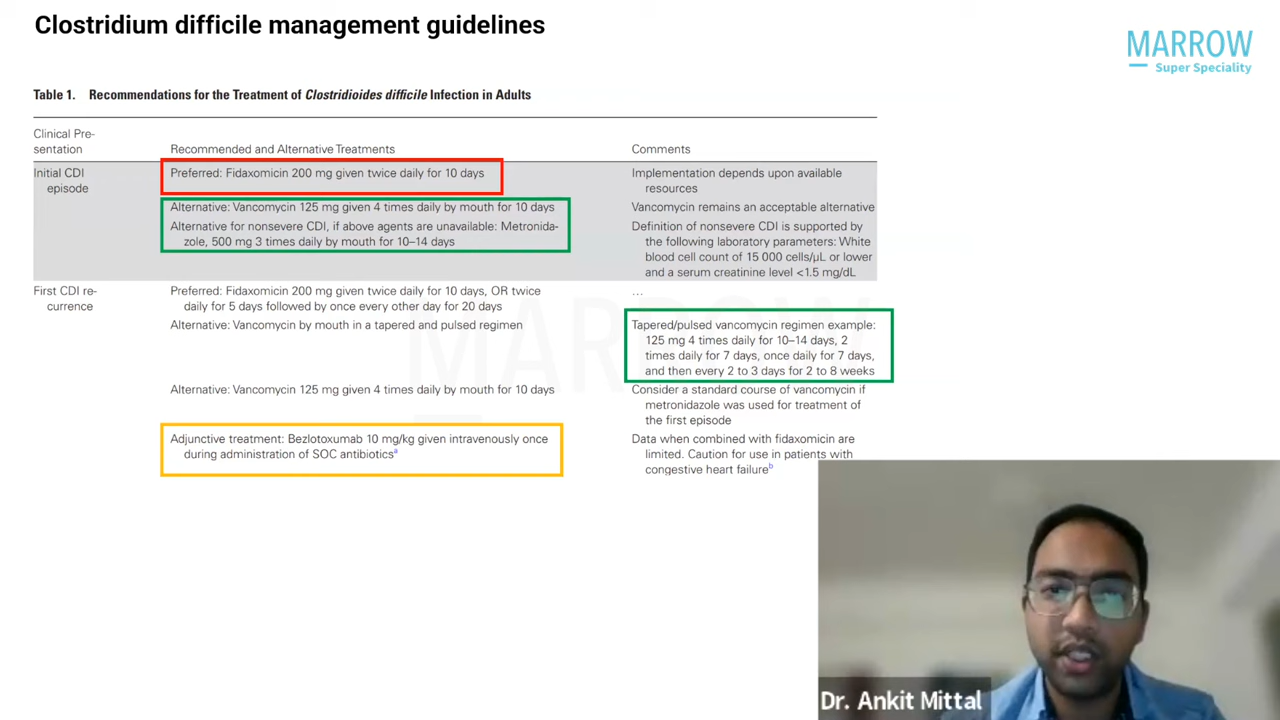 Clostridium difficile management guidelines
MARROW
Super Speciality
Table 1. Recommendations for the Treatment of Clostridioides difficile Infection in Adults
Clinical Pre-
sentation
Recommended and Alternative Treatments
Comments
Initial CDI
episode
Preferred: Fidaxomicin 200 mg given twice daily for 10 days
Implementation depends upon available
resources
Alternative: Vancomycin 125 mg given 4 times daily by mouth for 10 days
Vancomycin remains an acceptable alternative
Alternative for nonsevere CDI, if above agents are unavailable: Metronida-
zole, 500 mg 3 times daily by mouth for 10–14 days
Definition of nonsevere CDI is supported by
the following laboratory parameters: White
blood cell count of 15 000 cells/µL or lower
and a serum creatinine level <1.5 mg/dL
First CDI re-
currence
Preferred: Fidaxomicin 200 mg given twice daily for 10 days, OR twice
daily for 5 days followed by once every other day for 20 days
...
Alternative: Vancomycin by mouth in a tapered and pulsed regimen
Tapered/pulsed vancomycin regimen example:
125 mg 4 times daily for 10–14 days, 2
times daily for 7 days, once daily for 7 days,
and then every 2 to 3 days for 2 to 8 weeks
Alternative: Vancomycin 125 mg given 4 times daily by mouth for 10 days
Consider a standard course of vancomycin if
metronidazole was used for treatment of
the first episode
Adjunctive treatment: Bezlotoxumab 10 mg/kg given intravenously once
during administration of SOC antibiotics^a
Data when combined with fidaxomicin are
limited. Caution for use in patients with
congestive heart failure^b
MARROW
Dr. Ankit Mittal